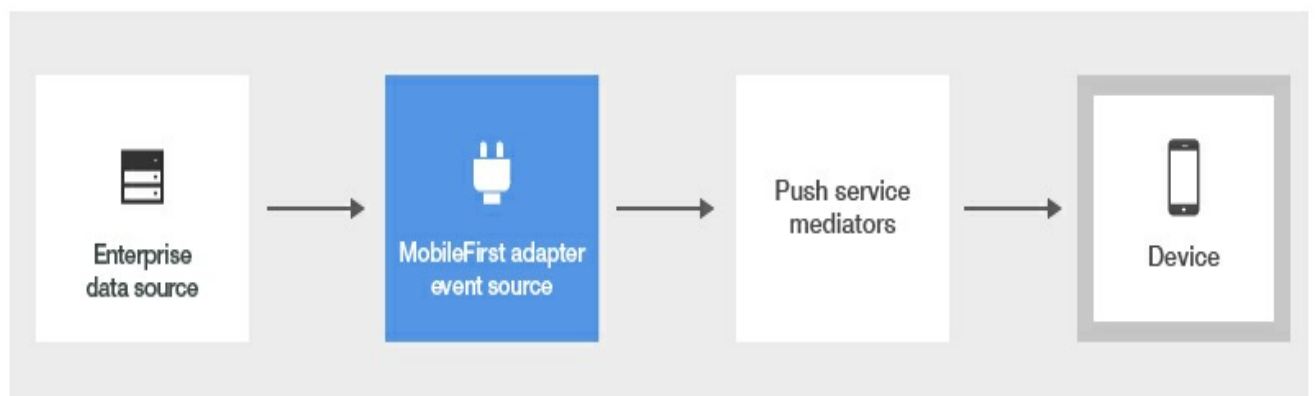 Enterprise
data source
MobileFirst adapter
event source
Push service
mediators
Device